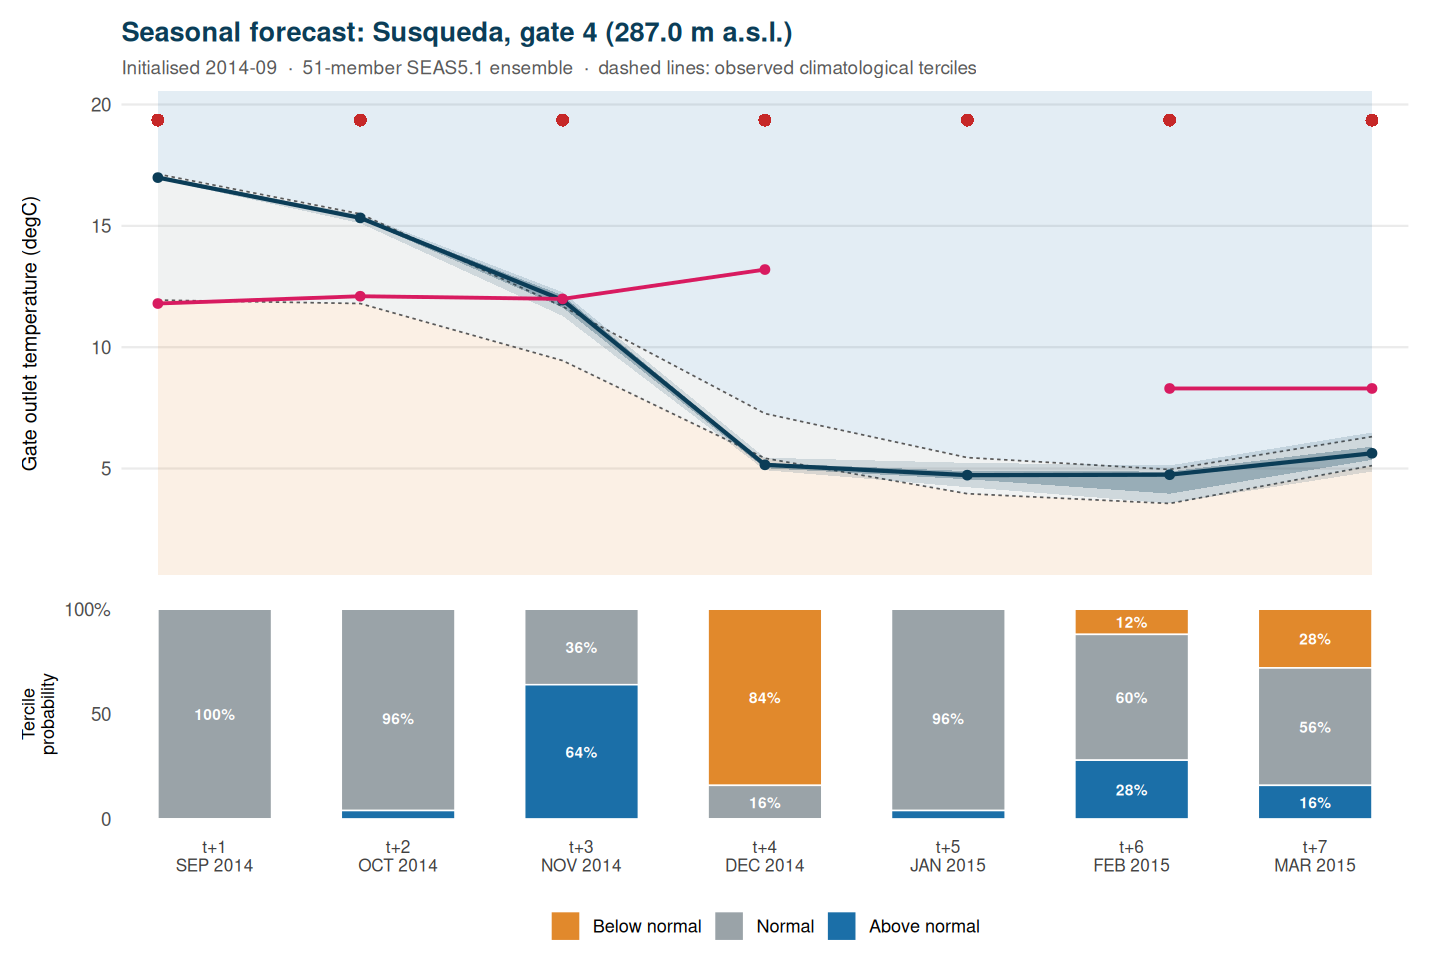 Seasonal forecast: Susqueda, gate 4 (287.0 m a.s.l.)
Initialised 2014-09 · 51-member SEAS5.1 ensemble · dashed lines: observed climatological terciles
Gate outlet temperature (degC)
20
15
10
5
Tercile
probability
100%
50
0
100%
96%
36%
64%
84%
16%
96%
12%
60%
28%
28%
56%
16%
t+1
SEP 2014
t+2
OCT 2014
t+3
NOV 2014
t+4
DEC 2014
t+5
JAN 2015
t+6
FEB 2015
t+7
MAR 2015
Below normal
Normal
Above normal